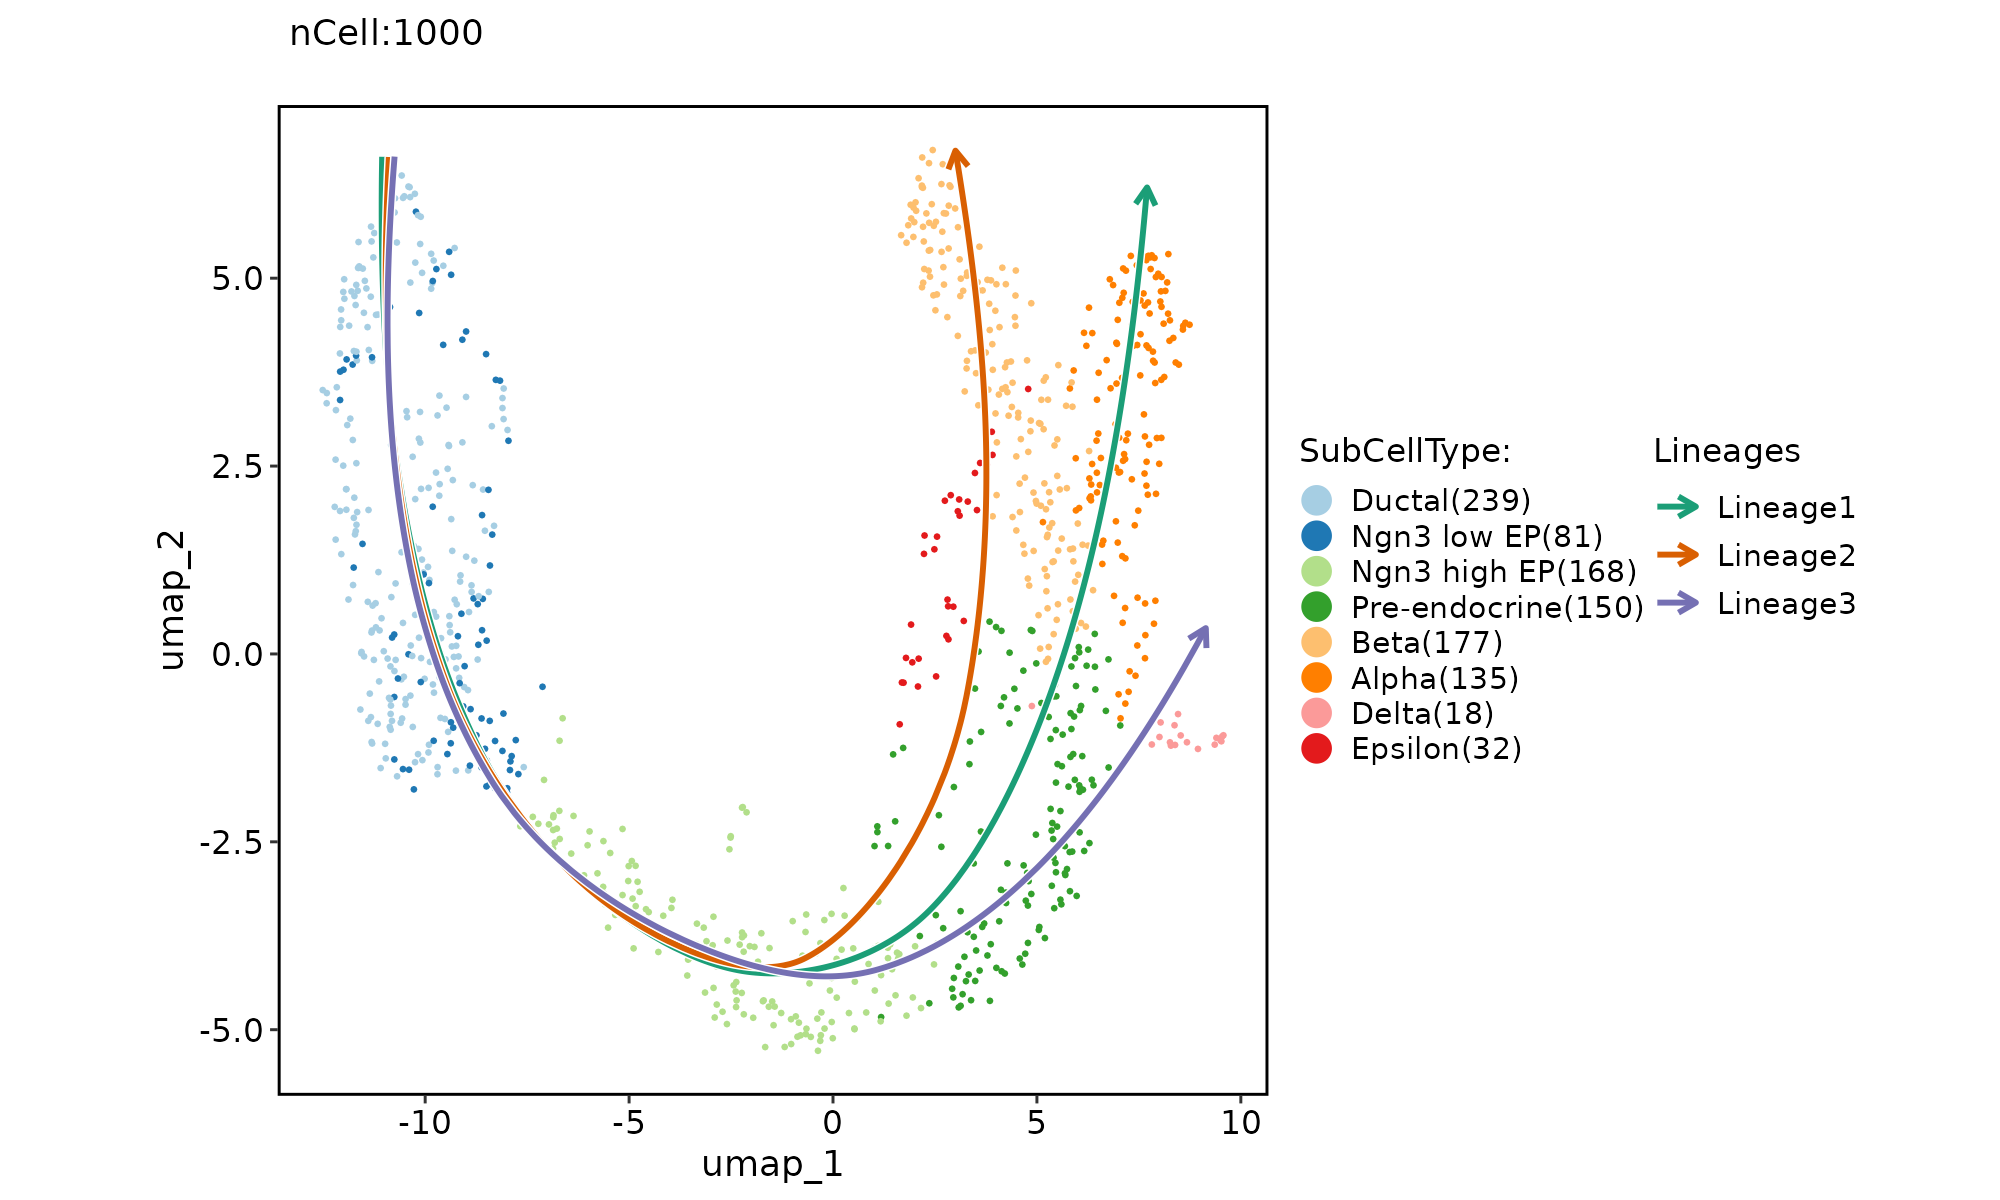 nCell:1000
5.0
2.5
0.0
-2.5
-5.0
umap_2
-10
-5
0
5
10
umap_1
SubCellType:
Ductal(239)
Ngn3 low EP(81)
Ngn3 high EP(168)
Pre-endocrine(150)
Beta(177)
Alpha(135)
Delta(18)
Epsilon(32)
Lineages
Lineage1
Lineage2
Lineage3